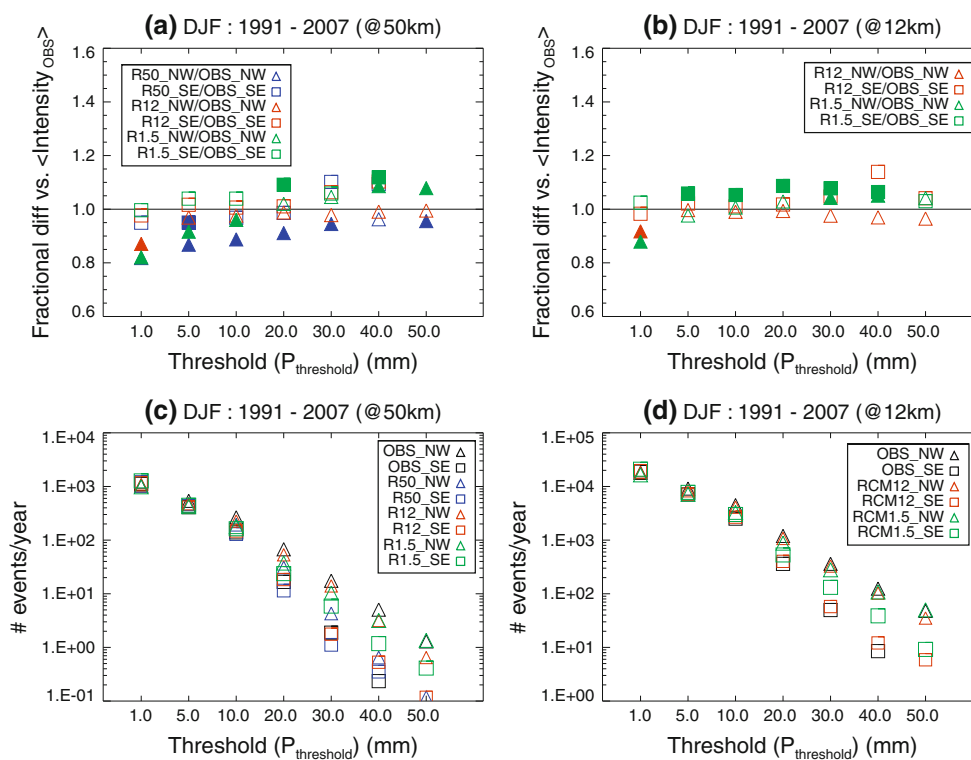 (a) DJF : 1991 - 2007 (@50km)
Fractional diff vs. <Intensity_OBS>
1.6
1.4
1.2
1.0
0.8
0.6
R50_NW/OBS_NW
R50_SE/OBS_SE
R12_NW/OBS_NW
R12_SE/OBS_SE
R1.5_NW/OBS_NW
R1.5_SE/OBS_SE
1.0 5.0 10.0 20.0 30.0 40.0 50.0
Threshold (P_threshold) (mm)
(b) DJF : 1991 - 2007 (@12km)
Fractional diff vs. <Intensity_OBS>
1.6
1.4
1.2
1.0
0.8
0.6
R12_NW/OBS_NW
R12_SE/OBS_SE
R1.5_NW/OBS_NW
R1.5_SE/OBS_SE
1.0 5.0 10.0 20.0 30.0 40.0 50.0
Threshold (P_threshold) (mm)
(c) DJF : 1991 - 2007 (@50km)
# events/year
1.E+04
1.E+03
1.E+02
1.E+01
1.E+00
1.E-01
OBS_NW
OBS_SE
R50_NW
R50_SE
R12_NW
R12_SE
R1.5_NW
R1.5_SE
1.0 5.0 10.0 20.0 30.0 40.0 50.0
Threshold (P_threshold) (mm)
(d) DJF : 1991 - 2007 (@12km)
# events/year
1.E+05
1.E+04
1.E+03
1.E+02
1.E+01
1.E+00
OBS_NW
OBS_SE
RCM12_NW
RCM12_SE
RCM1.5_NW
RCM1.5_SE
1.0 5.0 10.0 20.0 30.0 40.0 50.0
Threshold (P_threshold) (mm)